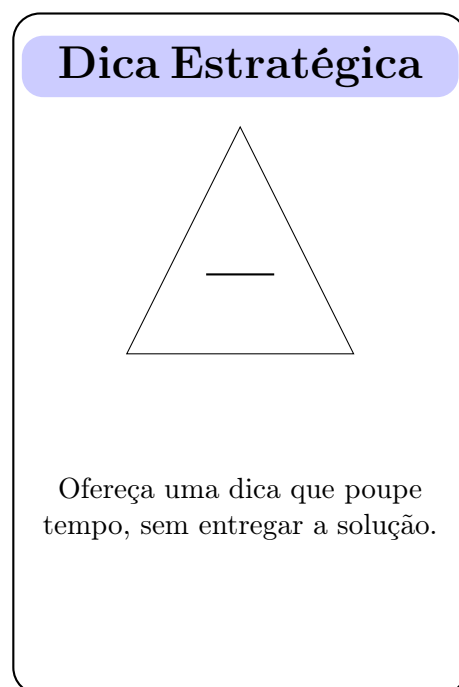 Dica Estratégica
Ofereça uma dica que poupe
tempo, sem entregar a solução.